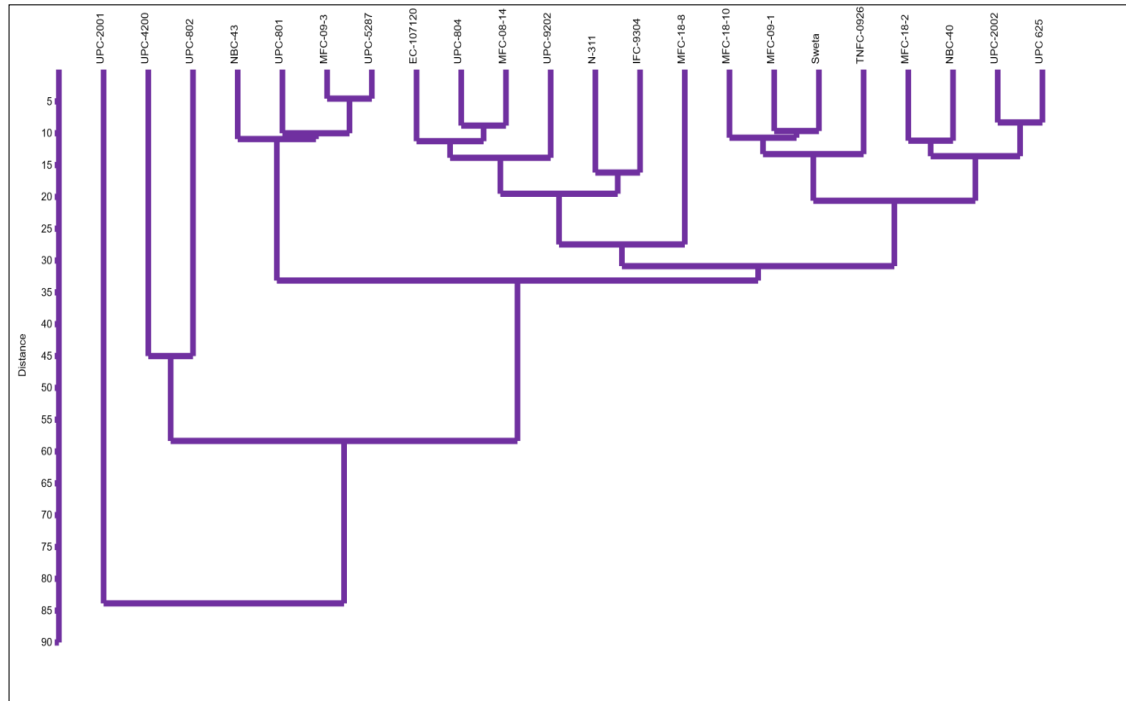 UPC-2001
UPC-4200
UPC-802
NBC-43
UPC-801
MFC-09-3
UPC-5287
EC-107120
UPC-804
MFC-08-14
UPC-9202
N-311
IFC-9304
MFC-18-8
MFC-18-10
MFC-09-1
Sweta
TNFC-0926
MFC-18-2
NBC-40
UPC-2002
UPC 625
Distance
5
10
15
20
25
30
35
40
45
50
55
60
65
70
75
80
85
90